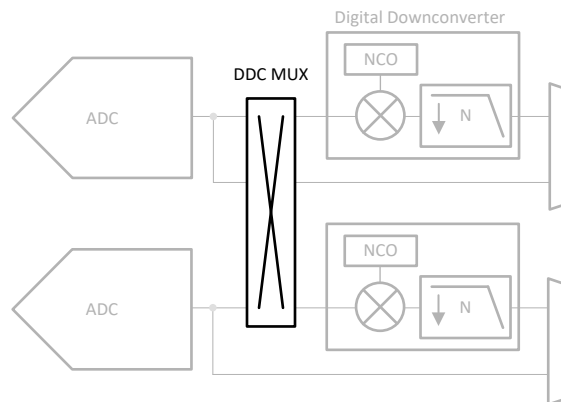 Digital Downconverter
NCO
DDC MUX
ADC
N
NCO
ADC
N